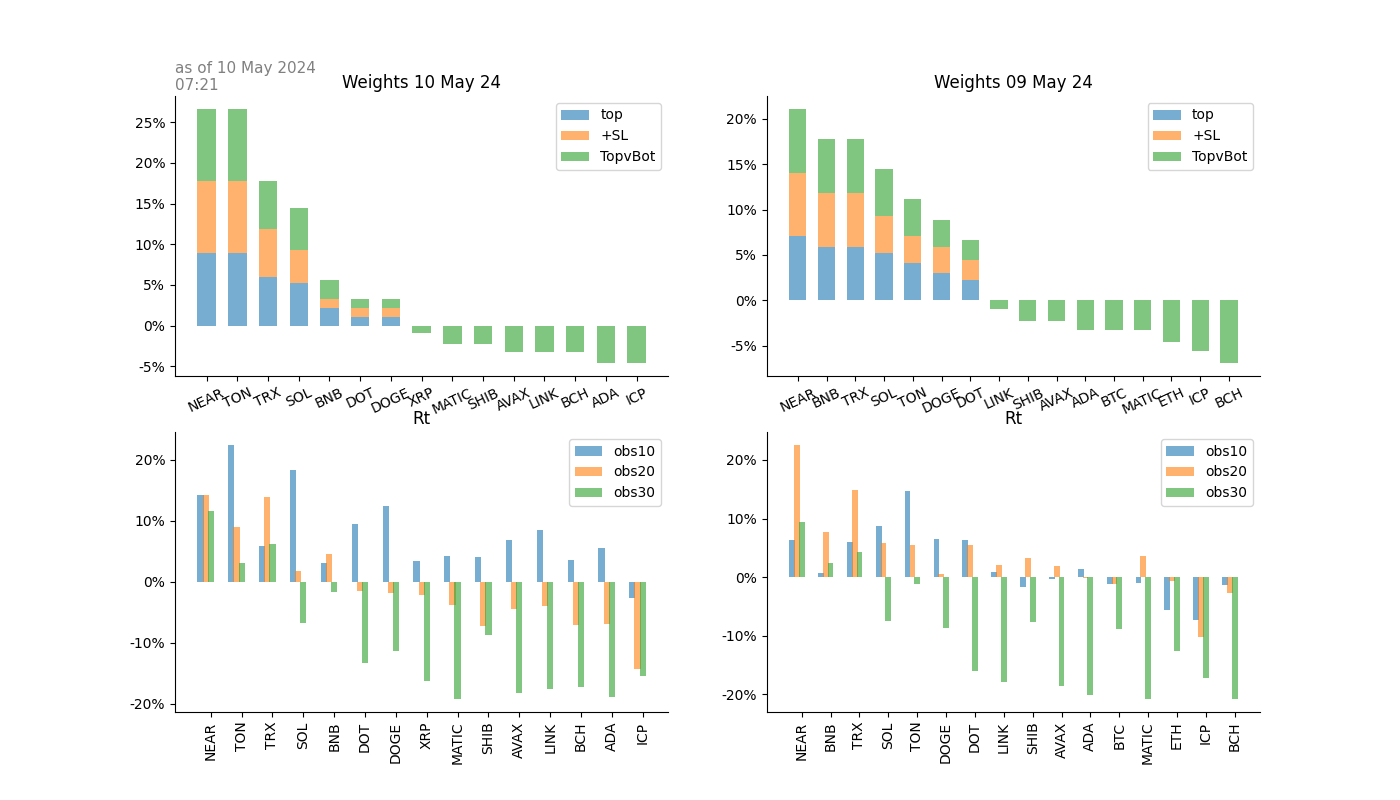 as of 10 May 2024
07:21
Weights 10 May 24
25%
20%
15%
10%
5%
0%
-5%
top
+SL
TopvBot
NEAR TON TRX SOL BNB DOT DOGE XRP MATIC SHIB AVAX LINK BCH ADA ICP
Weights 09 May 24
20%
15%
10%
5%
0%
-5%
top
+SL
TopvBot
NEAR BNB TRX SOL TON DOGE DOT LINK SHIB AVAX ADA BTC MATIC ETH ICP BCH
Rt
20%
10%
0%
-10%
-20%
obs10
obs20
obs30
NEAR TON TRX SOL BNB DOT DOGE XRP MATIC SHIB AVAX LINK BCH ADA ICP
Rt
20%
10%
0%
-10%
-20%
obs10
obs20
obs30
NEAR BNB TRX SOL TON DOGE DOT LINK SHIB AVAX ADA BTC MATIC ETH ICP BCH